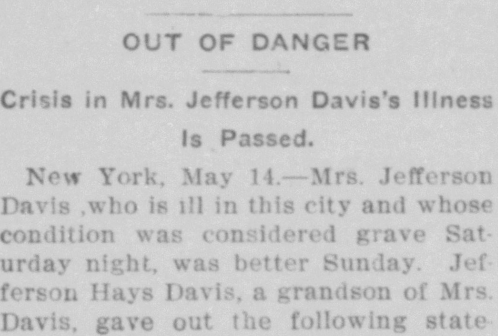 OUT OF DANGER
Crisis in Mrs. Jefferson Davis's Illness
Is Passed.
New York, May 14.—Mrs. Jefferson
Davis ,who is ill in this city and whose
condition was considered grave Sat-
urday night, was better Sunday. Jef-
ferson Hays Davis, a grandson of Mrs.
Davis, gave out the following state-